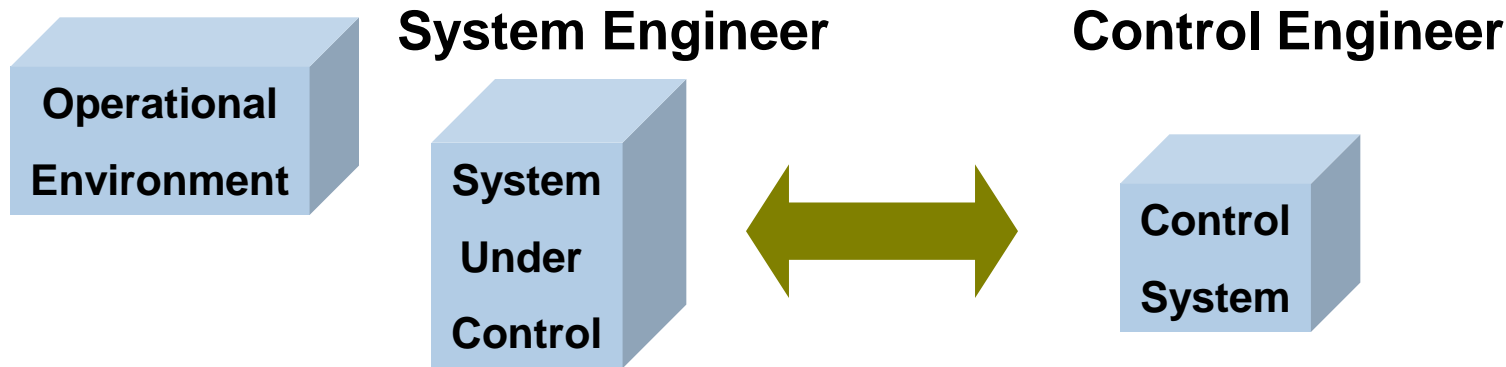 System Engineer
Control Engineer
Operational
Environment
System
Under
Control
Control
System